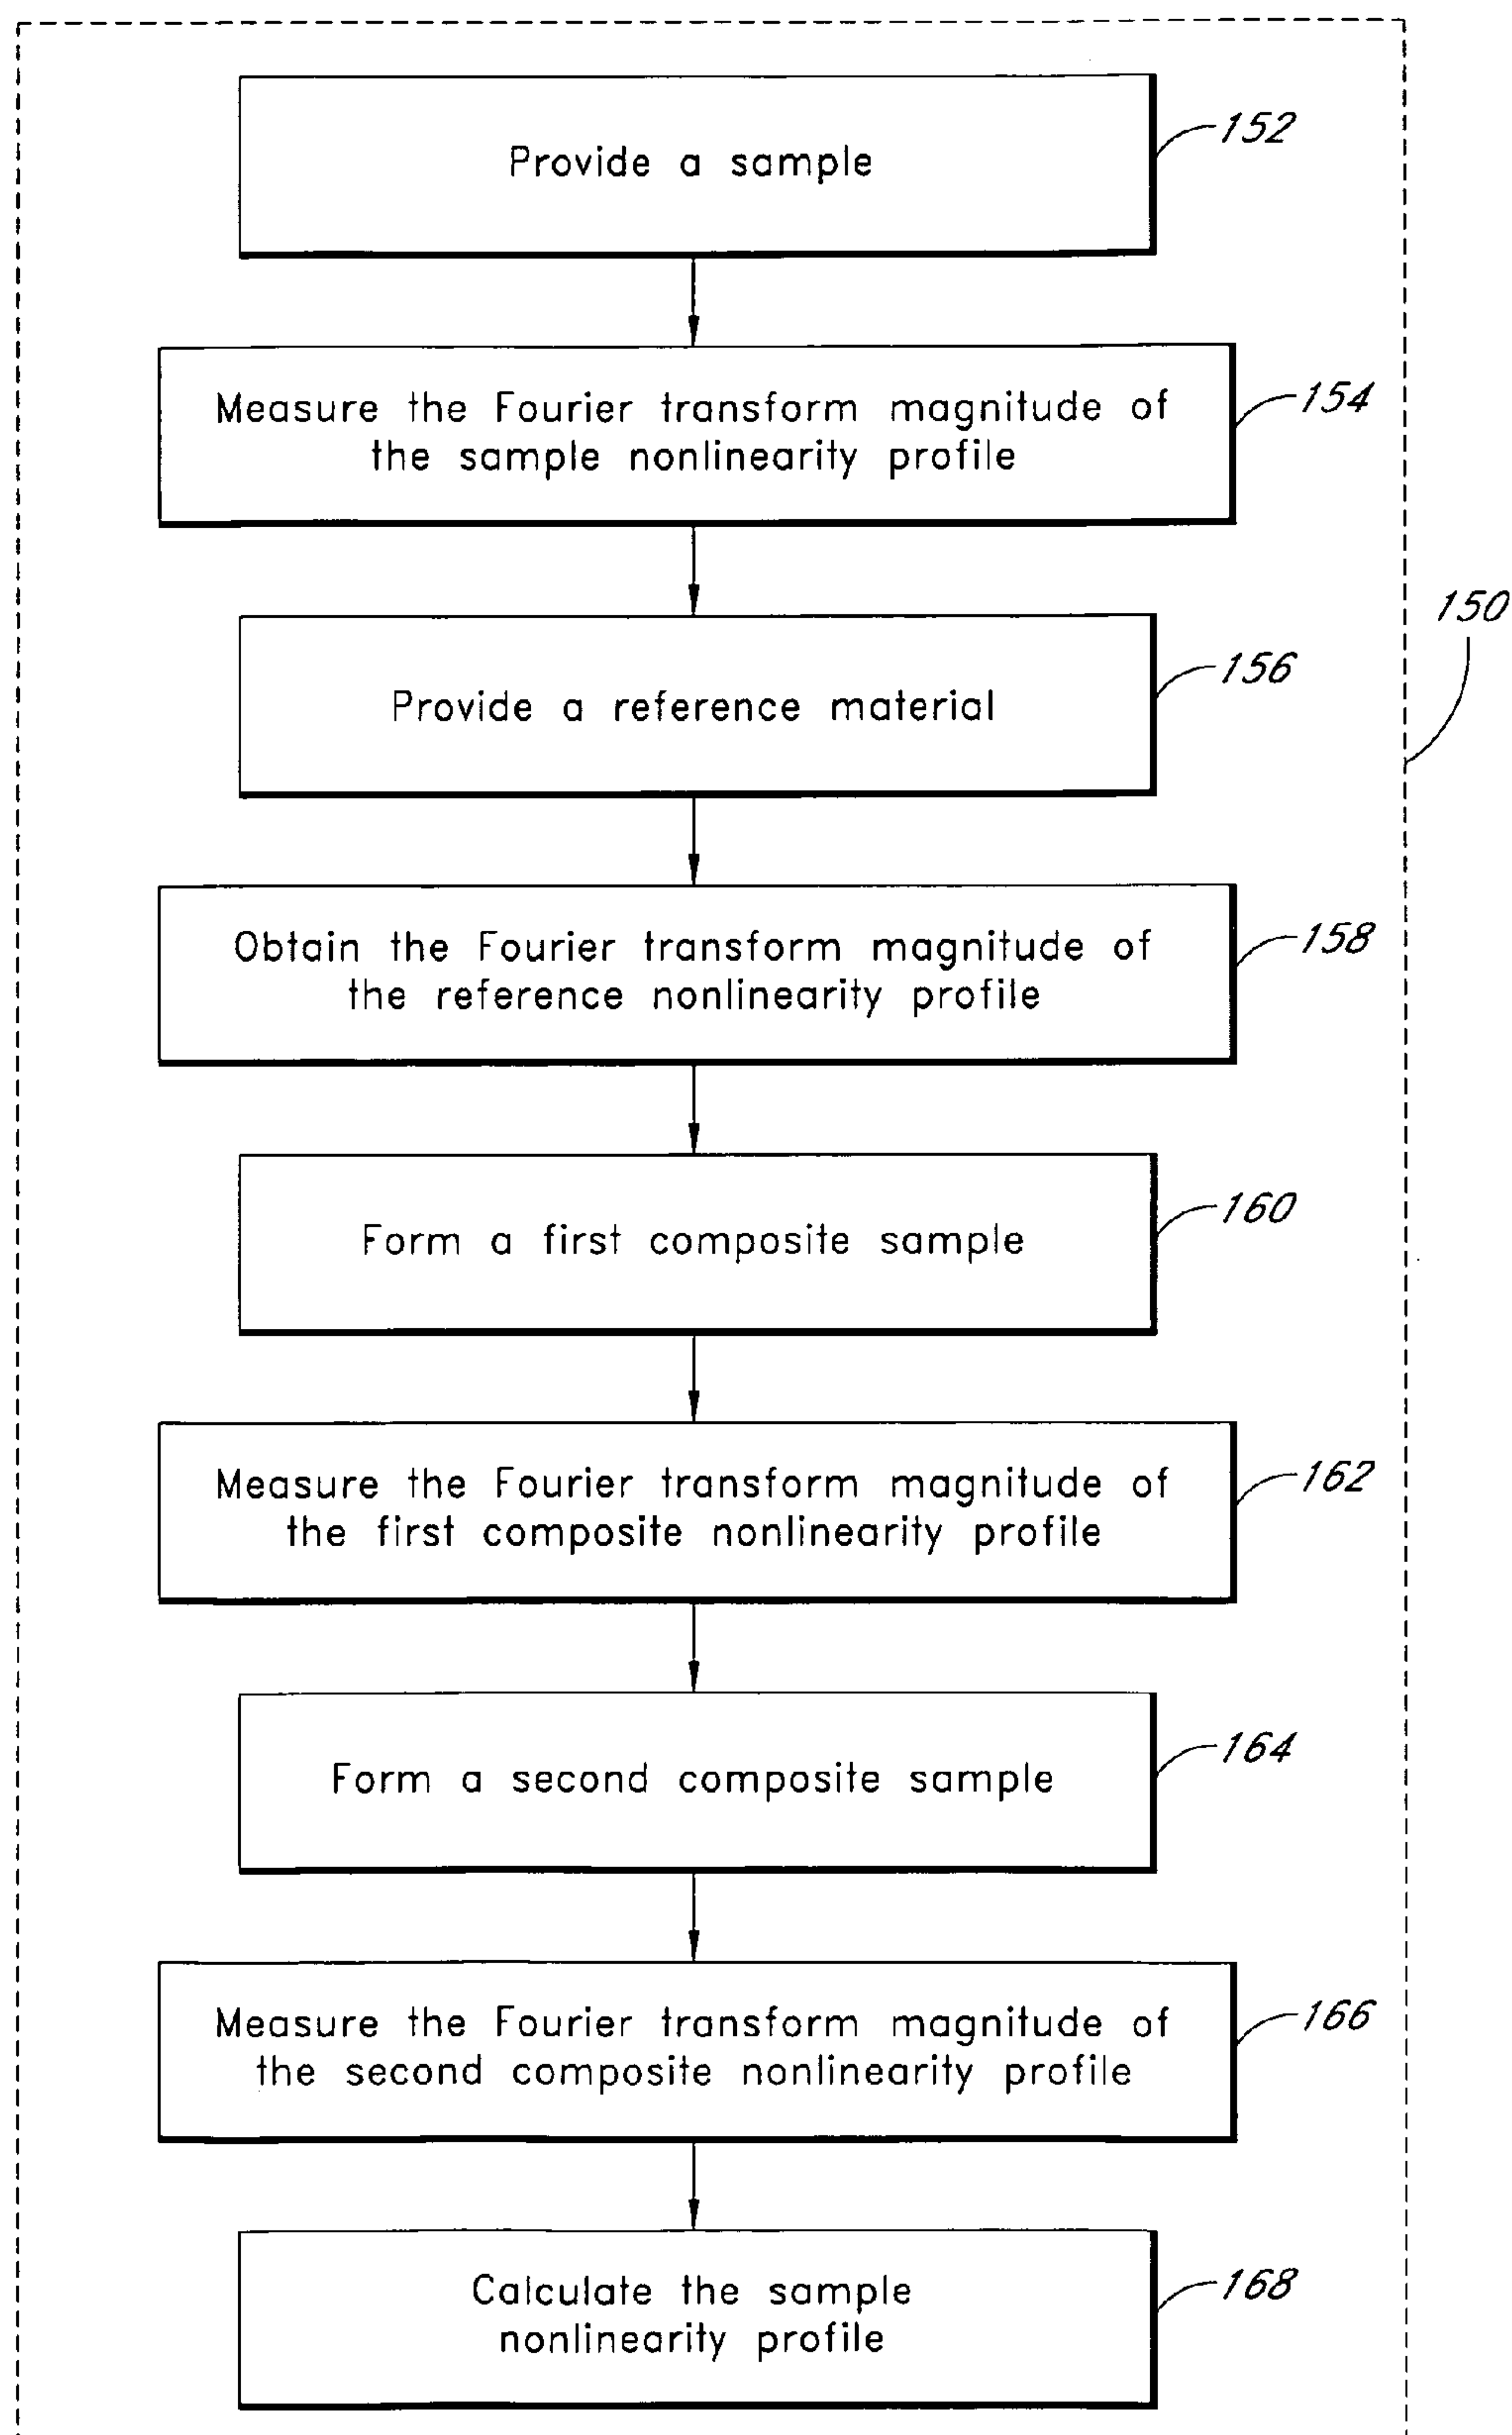 Provide a sample
152
Measure the Fourier transform magnitude of
the sample nonlinearity profile
154
150
Provide a reference material
156
Obtain the Fourier transform magnitude of
the reference nonlinearity profile
158
Form a first composite sample
160
Measure the Fourier transform magnitude of
the first composite nonlinearity profile
162
Form a second composite sample
164
Measure the Fourier transform magnitude of
the second composite nonlinearity profile
166
Calculate the sample
nonlinearity profile
168